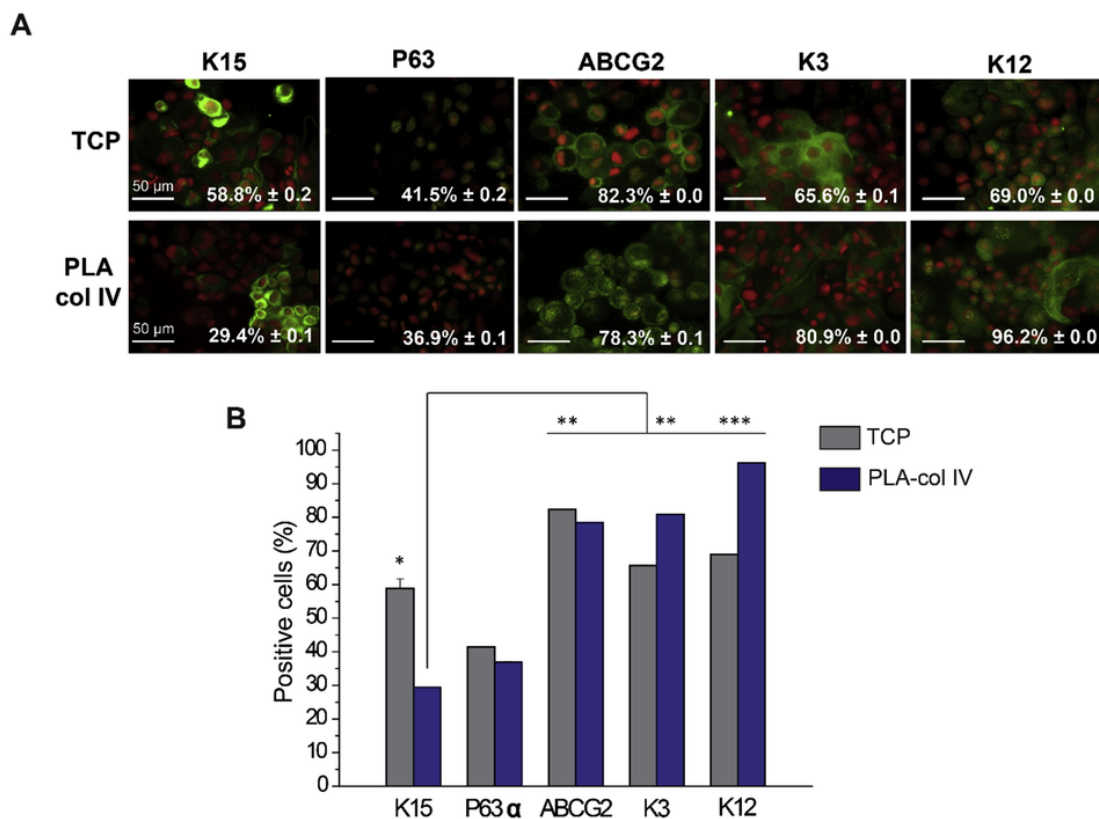 A
K15 P63 ABCG2 K3 K12
TCP
50 µm 58.8% ± 0.2 41.5% ± 0.2 82.3% ± 0.0 65.6% ± 0.1 69.0% ± 0.0
PLA
col IV
50 µm 29.4% ± 0.1 36.9% ± 0.1 78.3% ± 0.1 80.9% ± 0.0 96.2% ± 0.0
B
** ** ***
TCP
PLA-col IV
*
Positive cells (%)
100
90
80
70
60
50
40
30
20
10
0
K15 P63 α ABCG2 K3 K12